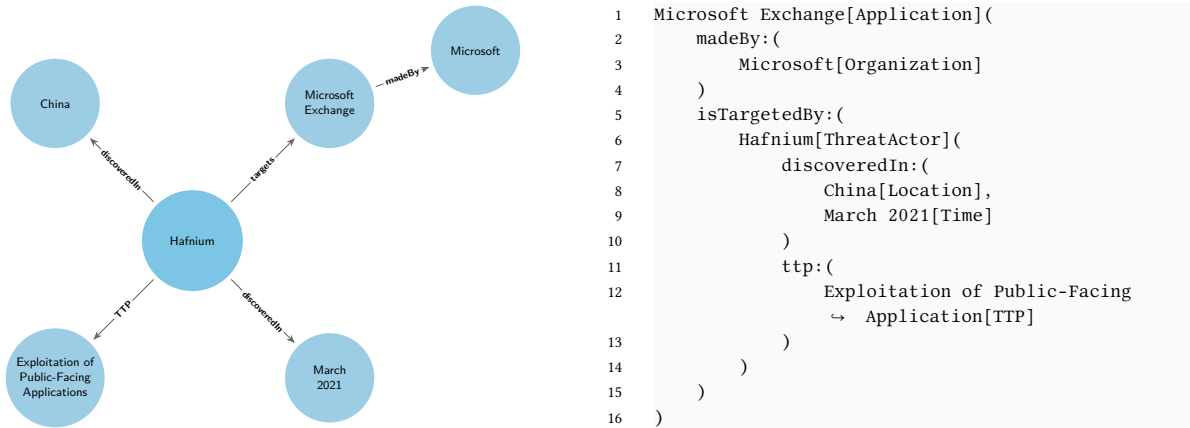 Microsoft
madeBy
China
Microsoft
Exchange
discoveredIn
targets
Hafnium
TTP
discoveredIn
Exploitation of
Public-Facing
Applications
March
2021
1 Microsoft Exchange[Application](
2 madeBy:(
3 Microsoft[Organization]
4 )
5 isTargetedBy:(
6 Hafnium[ThreatActor](
7 discoveredIn:(
8 China[Location],
9 March 2021[Time]
10 )
11 ttp:(
12 Exploitation of Public-Facing
↪ Application[TTP]
13 )
14 )
15 )
16 )